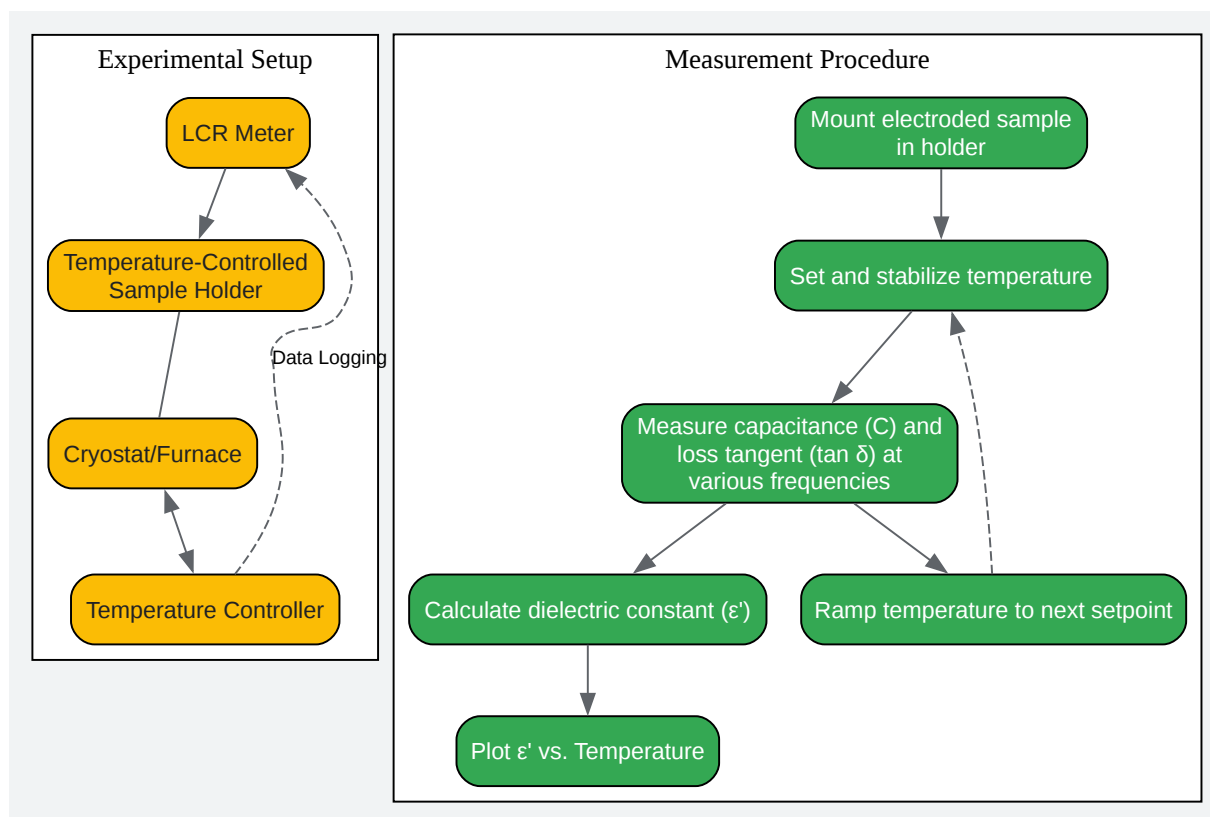 Experimental Setup
LCR Meter
Temperature-Controlled
Sample Holder
Data Logging
Cryostat/Furnace
Temperature Controller
Measurement Procedure
Mount electroded sample
in holder
Set and stabilize temperature
Measure capacitance (C) and
loss tangent (tan δ) at
various frequencies
Calculate dielectric constant (ε')
Ramp temperature to next setpoint
Plot ε' vs. Temperature